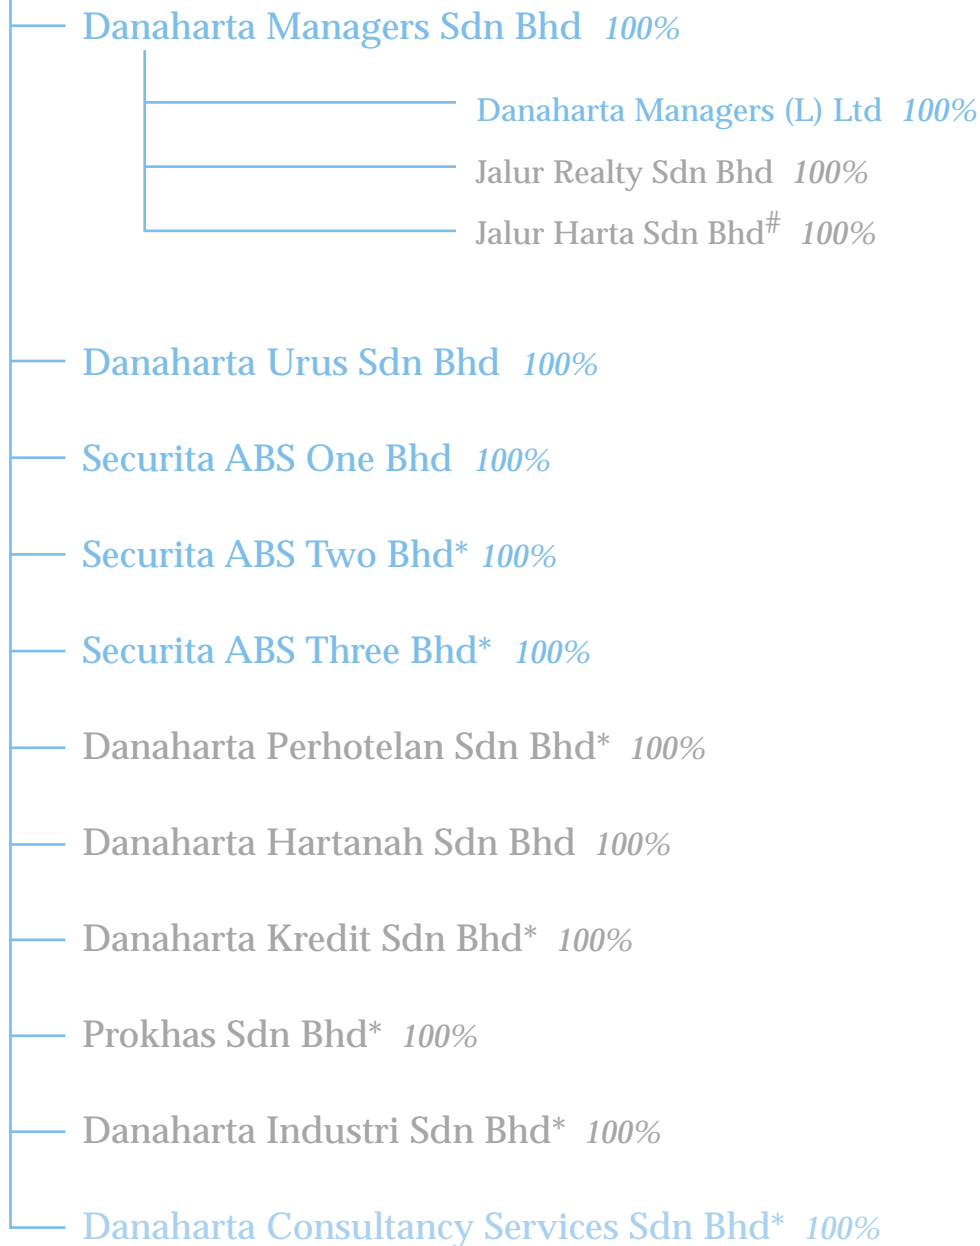 Danaharta Managers Sdn Bhd 100%
Danaharta Managers (L) Ltd 100%
Jalur Realty Sdn Bhd 100%
Jalur Harta Sdn Bhd# 100%
Danaharta Urus Sdn Bhd 100%
Securita ABS One Bhd 100%
Securita ABS Two Bhd* 100%
Securita ABS Three Bhd* 100%
Danaharta Perhotelan Sdn Bhd* 100%
Danaharta Hartanah Sdn Bhd 100%
Danaharta Kredit Sdn Bhd* 100%
Prokhas Sdn Bhd* 100%
Danaharta Industri Sdn Bhd* 100%
Danaharta Consultancy Services Sdn Bhd* 100%